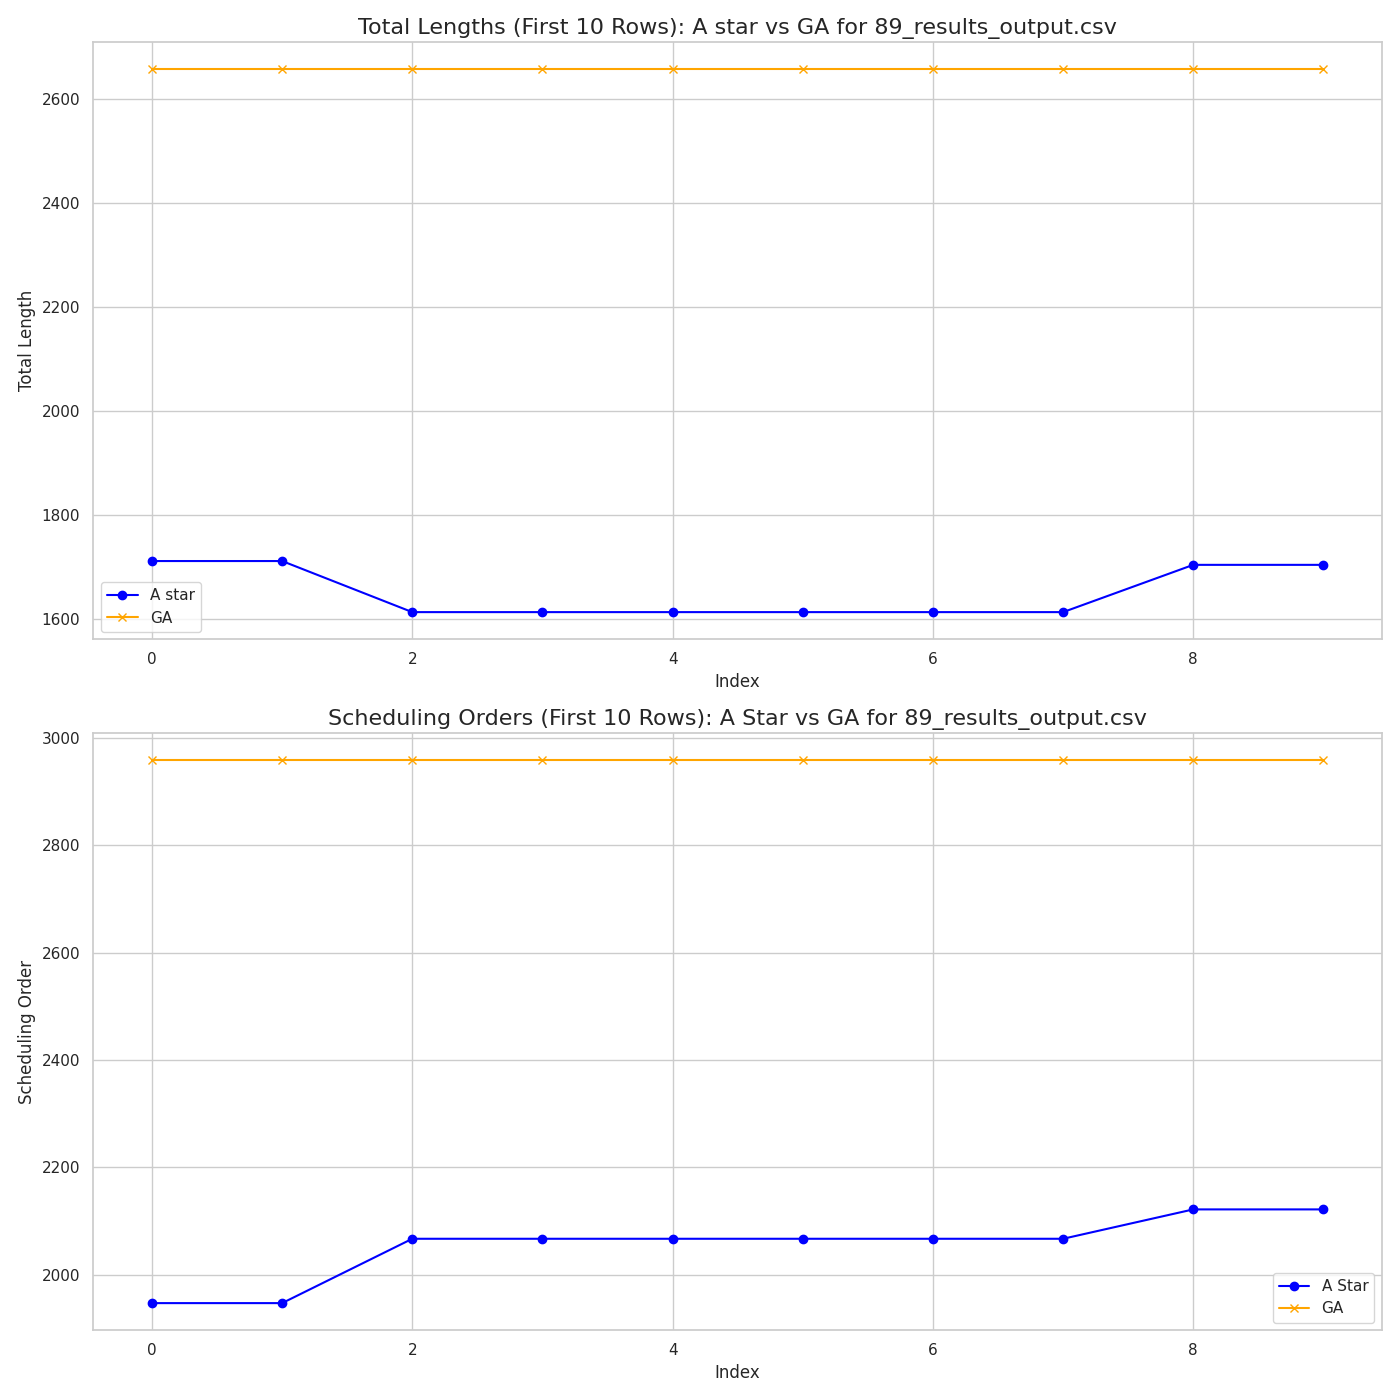 Total Lengths (First 10 Rows): A star vs GA for 89_results_output.csv
Total Length
2600
2400
2200
2000
1800
1600
A star
GA
0 2 4 6 8
Index
Scheduling Orders (First 10 Rows): A Star vs GA for 89_results_output.csv
Scheduling Order
3000
2800
2600
2400
2200
2000
A Star
GA
0 2 4 6 8
Index